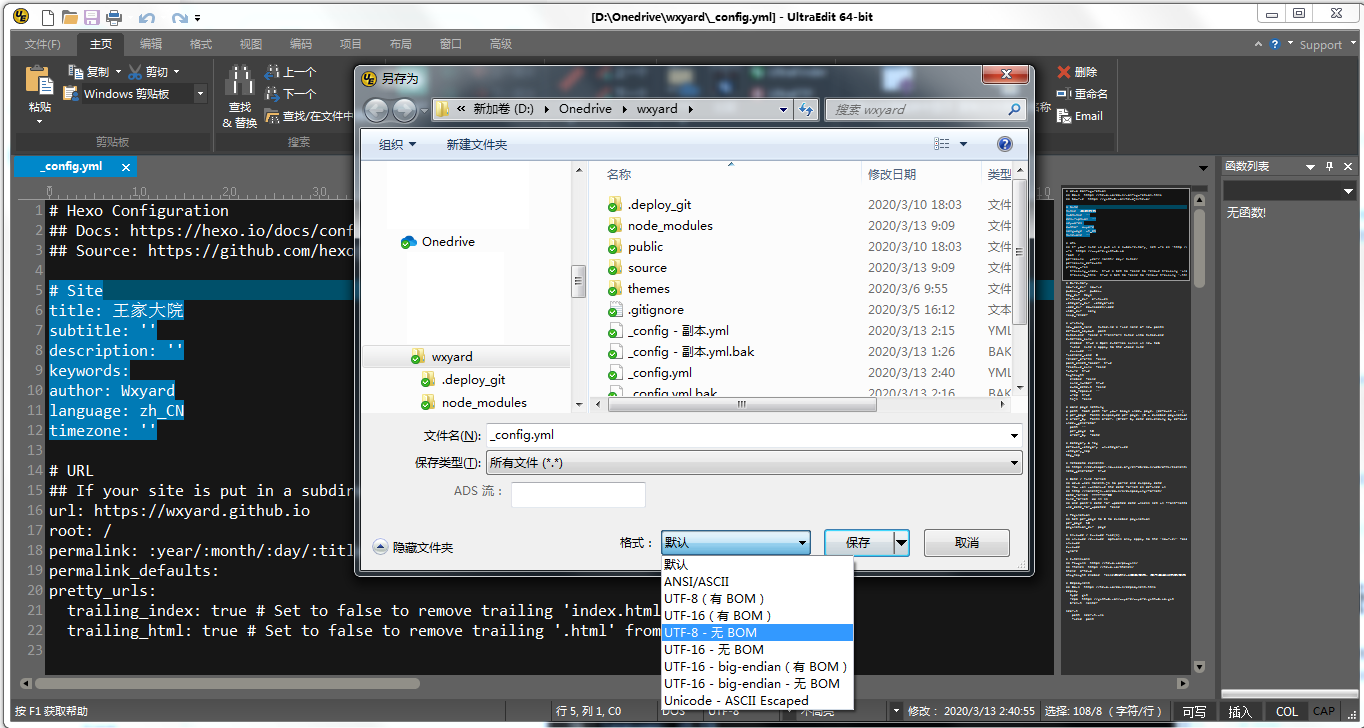 [D:\Onedrive\wxyard\_config.yml] - UltraEdit 64-bit
文件(F) 主页 编辑 格式 视图 编码 项目 布局 窗口 高级 Support
粘贴
复制 剪切
Windows 剪贴板
剪贴板
查找
& 替换
上一个
下一个
查找/在文件中
搜索
删除
重命名
Email
_config.yml
0 10 20 30
1 # Hexo Configuration
2 ## Docs: https://hexo.io/docs/conf
3 ## Source: https://github.com/hexo
4
5 # Site
6 title: 王家大院
7 subtitle: ''
8 description: ''
9 keywords:
10 author: Wxyard
11 language: zh_CN
12 timezone: ''
13
14 # URL
15 ## If your site is put in a subdir
16 url: https://wxyard.github.io
17 root: /
18 permalink: :year/:month/:day/:titl
19 permalink_defaults:
20 pretty_urls:
21 trailing_index: true # Set to false to remove trailing 'index.html
22 trailing_html: true # Set to false to remove trailing '.html' from
23
另存为
« 新加卷 (D:) Onedrive wxyard
搜索 wxyard
组织 新建文件夹
Onedrive
wxyard
.deploy_git
node_modules
名称 修改日期 类型
.deploy_git 2020/3/10 18:03 文件
node_modules 2020/3/13 9:09 文件
public 2020/3/10 18:03 文件
source 2020/3/13 9:09 文件
themes 2020/3/6 9:55 文件
.gitignore 2020/3/5 16:12 文本
_config - 副本.yml 2020/3/13 2:15 YML
_config - 副本.yml.bak 2020/3/13 1:26 BAK
_config.yml 2020/3/13 2:40 YML
_config.yml.bak 2020/3/13 2:16 BAK
文件名(N): _config.yml
保存类型(T): 所有文件 (*.*)
ADS 流：
隐藏文件夹
格式： 默认
保存 取消
默认
ANSI/ASCII
UTF-8 ( 有 BOM )
UTF-16 ( 有 BOM )
UTF-8 - 无 BOM
UTF-16 - 无 BOM
UTF-16 - big-endian ( 有 BOM )
UTF-16 - big-endian - 无 BOM
Unicode - ASCII Escaped
函数列表
无函数!
按 F1 获取帮助
行 5, 列 1, C0
DOS UTF-8 不高亮
修改： 2020/3/13 2:40:55
选择: 108/8 （字符/行）
可写 插入 COL CAP